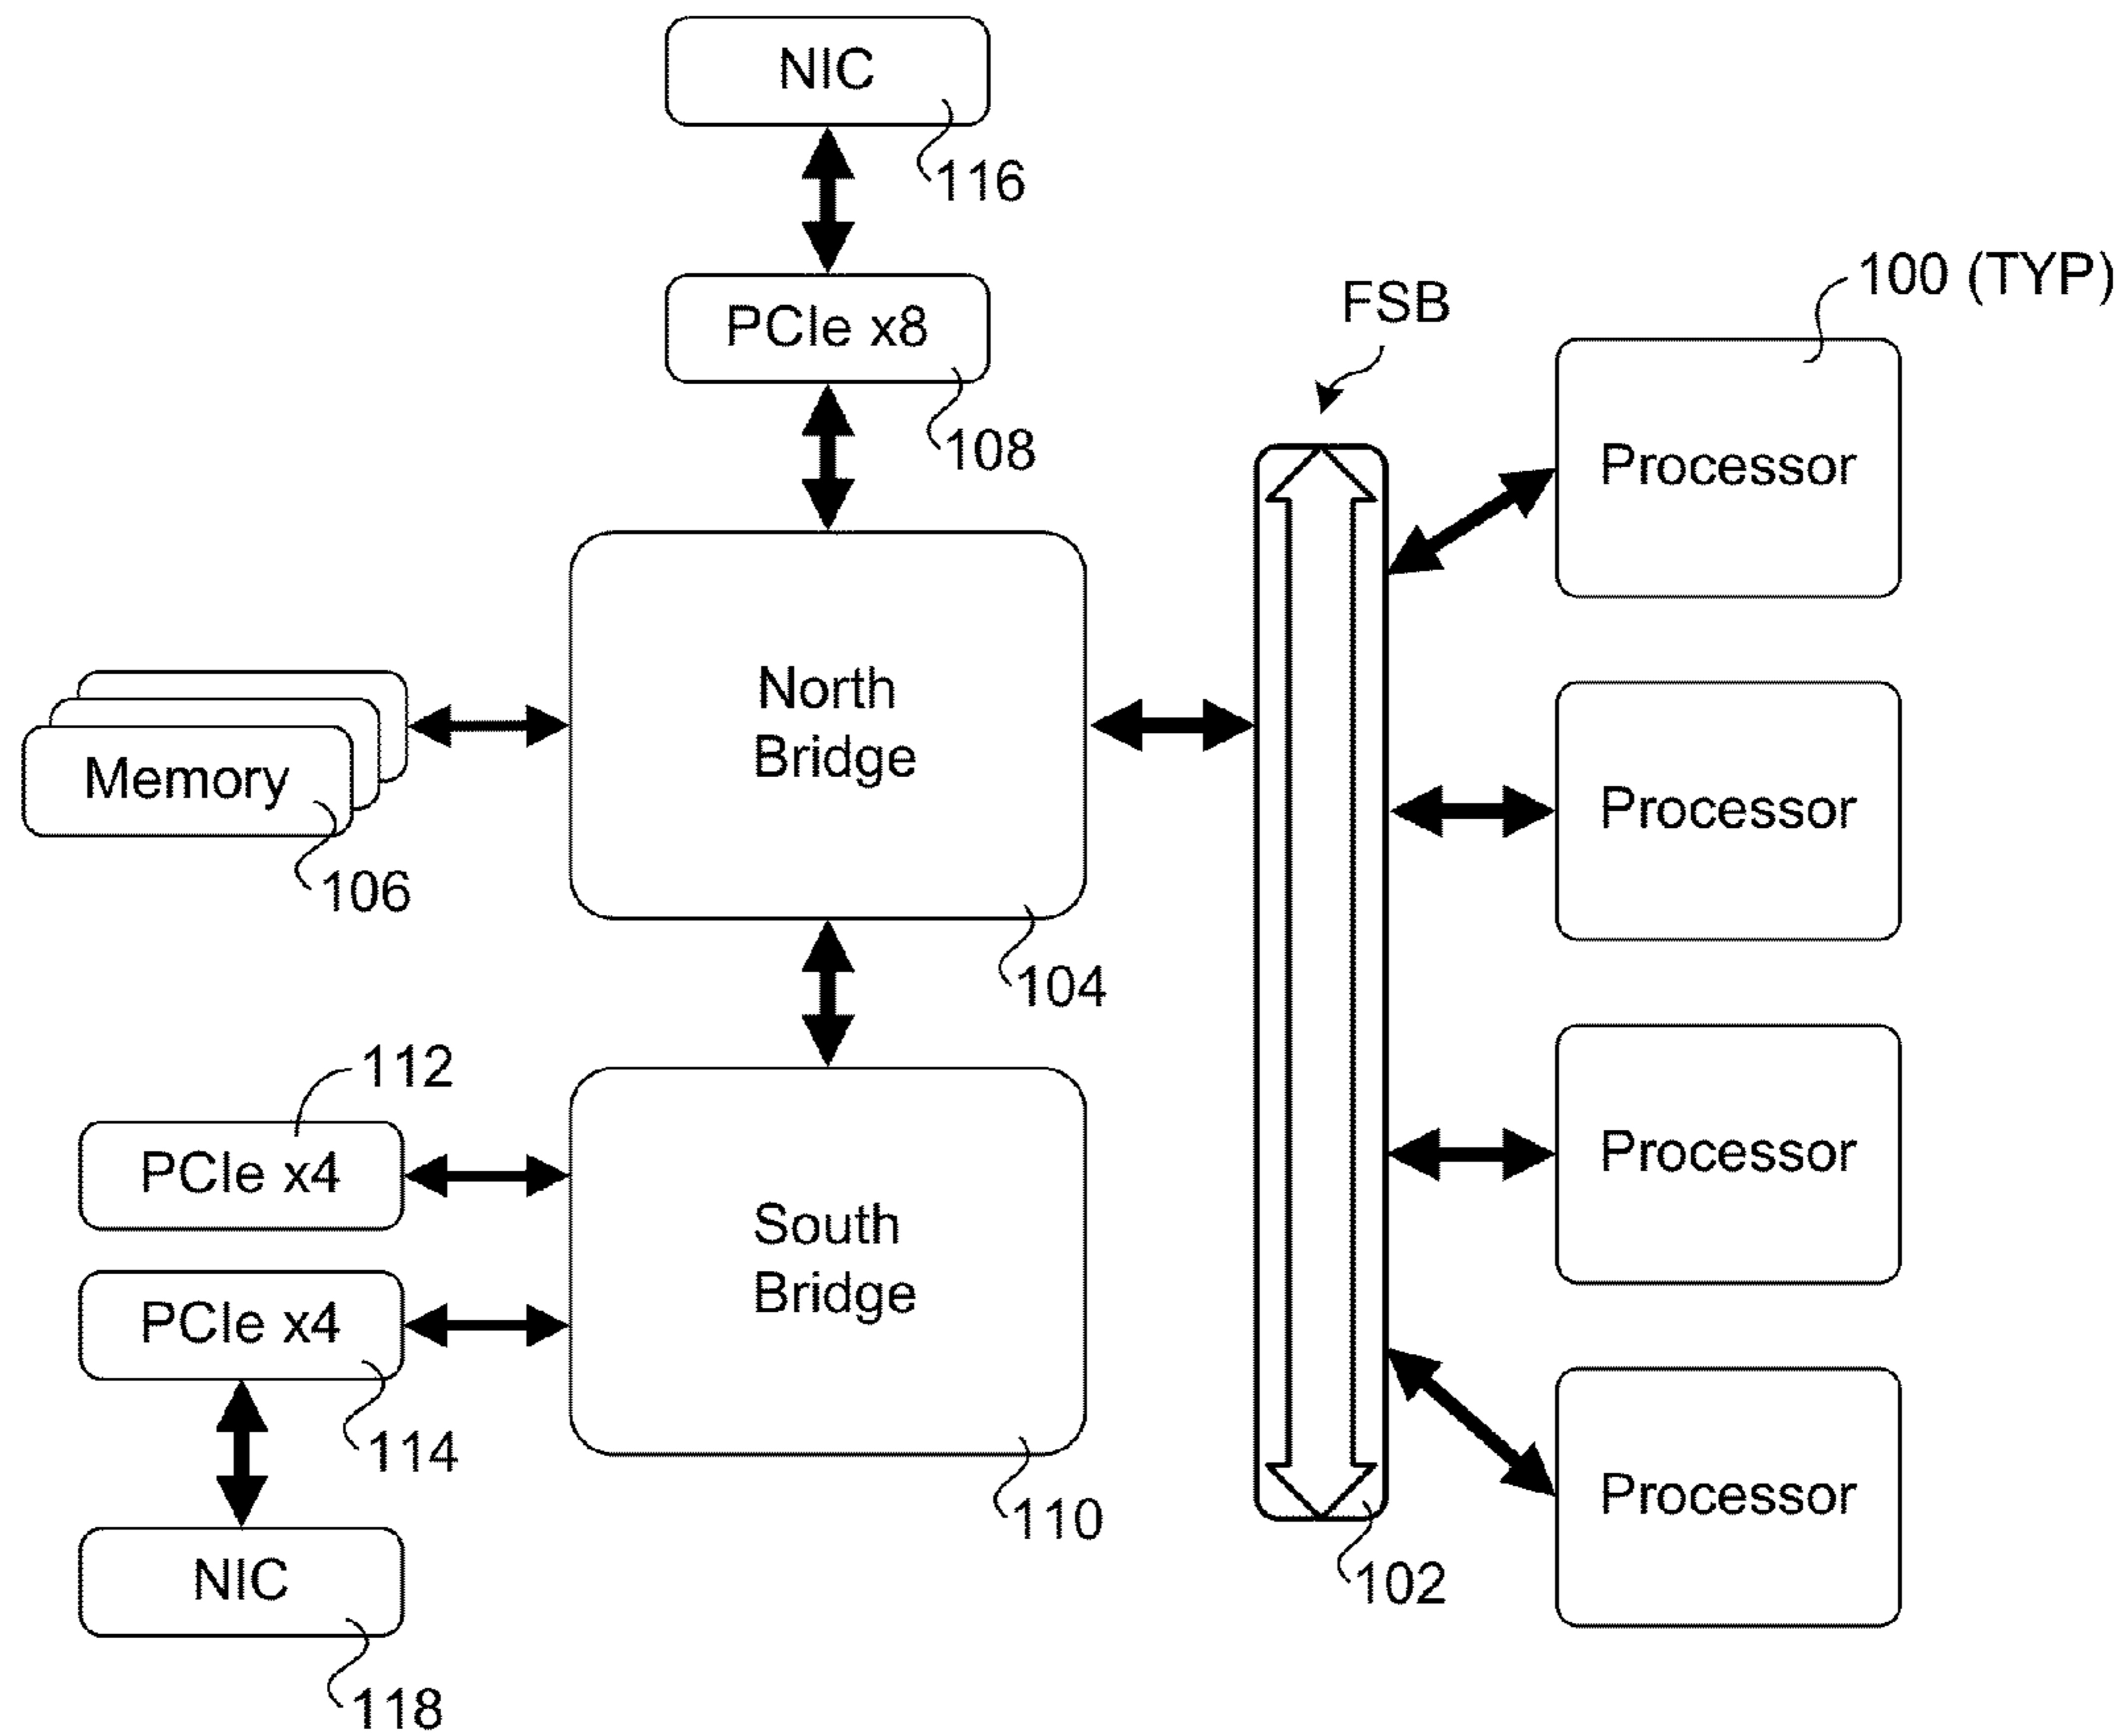 NIC
116
100 (TYP)
PCIe x8
FSB
108
Processor
North
Bridge
Memory
Processor
106
104
112
PCIe x4
Processor
South
Bridge
PCIe x4
114
Processor
110
NIC
102
118